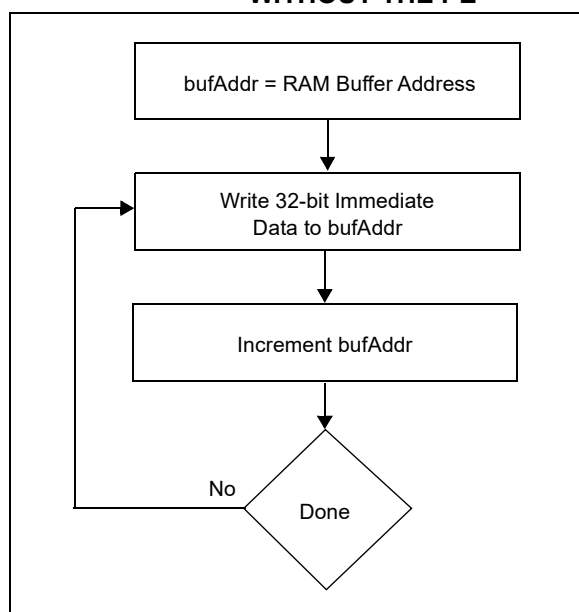 WITHOUT THE PE
bufAddr = RAM Buffer Address
Write 32-bit Immediate
Data to bufAddr
Increment bufAddr
No
Done